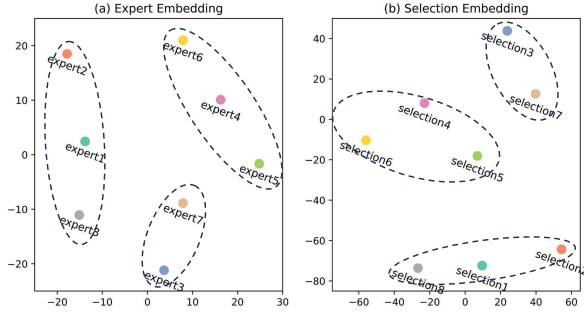 (a) Expert Embedding
expert6
expert2
expert4
expert1
expert5
expert8
expert7
expert3
20
10
0
−10
−20
−20
−10
0
10
20
30
(b) Selection Embedding
selection3
selection7
selection4
selection6
selection5
selection2
selection1
selection8
40
20
0
−20
−40
−60
−80
−60
−40
−20
0
20
40
60